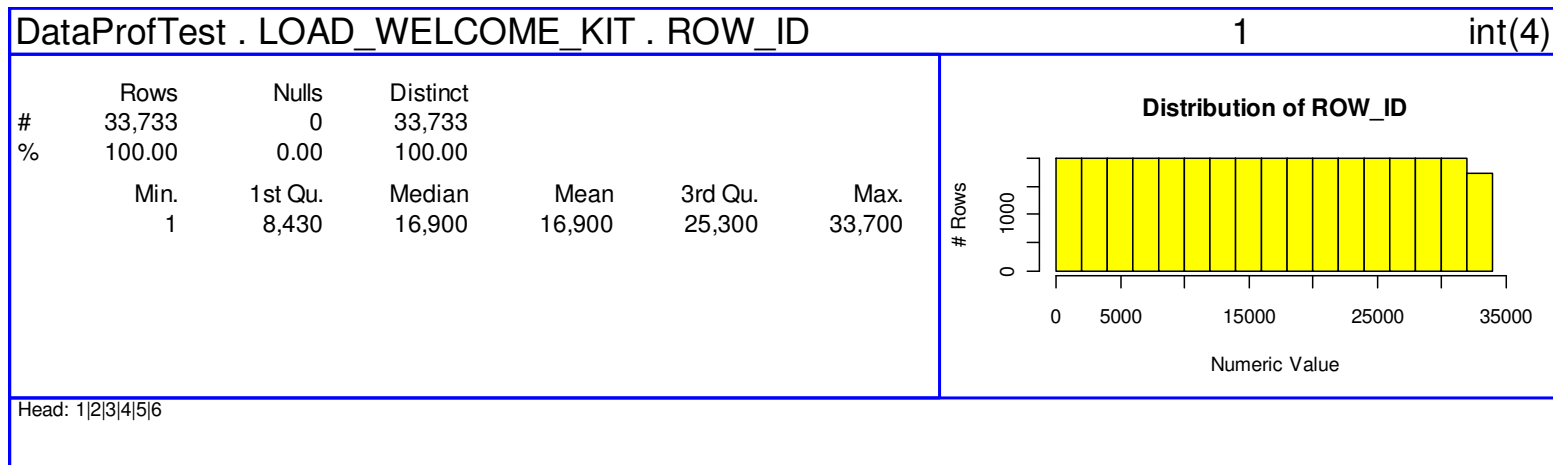 DataProfTest . LOAD_WELCOME_KIT . ROW_ID 1 int(4)
Rows Nulls Distinct
# 33,733 0 33,733
% 100.00 0.00 100.00
Min. 1st Qu. Median Mean 3rd Qu. Max.
1 8,430 16,900 16,900 25,300 33,700
Distribution of ROW_ID
# Rows
1000
0
0 5000 15000 25000 35000
Numeric Value
Head: 1|2|3|4|5|6